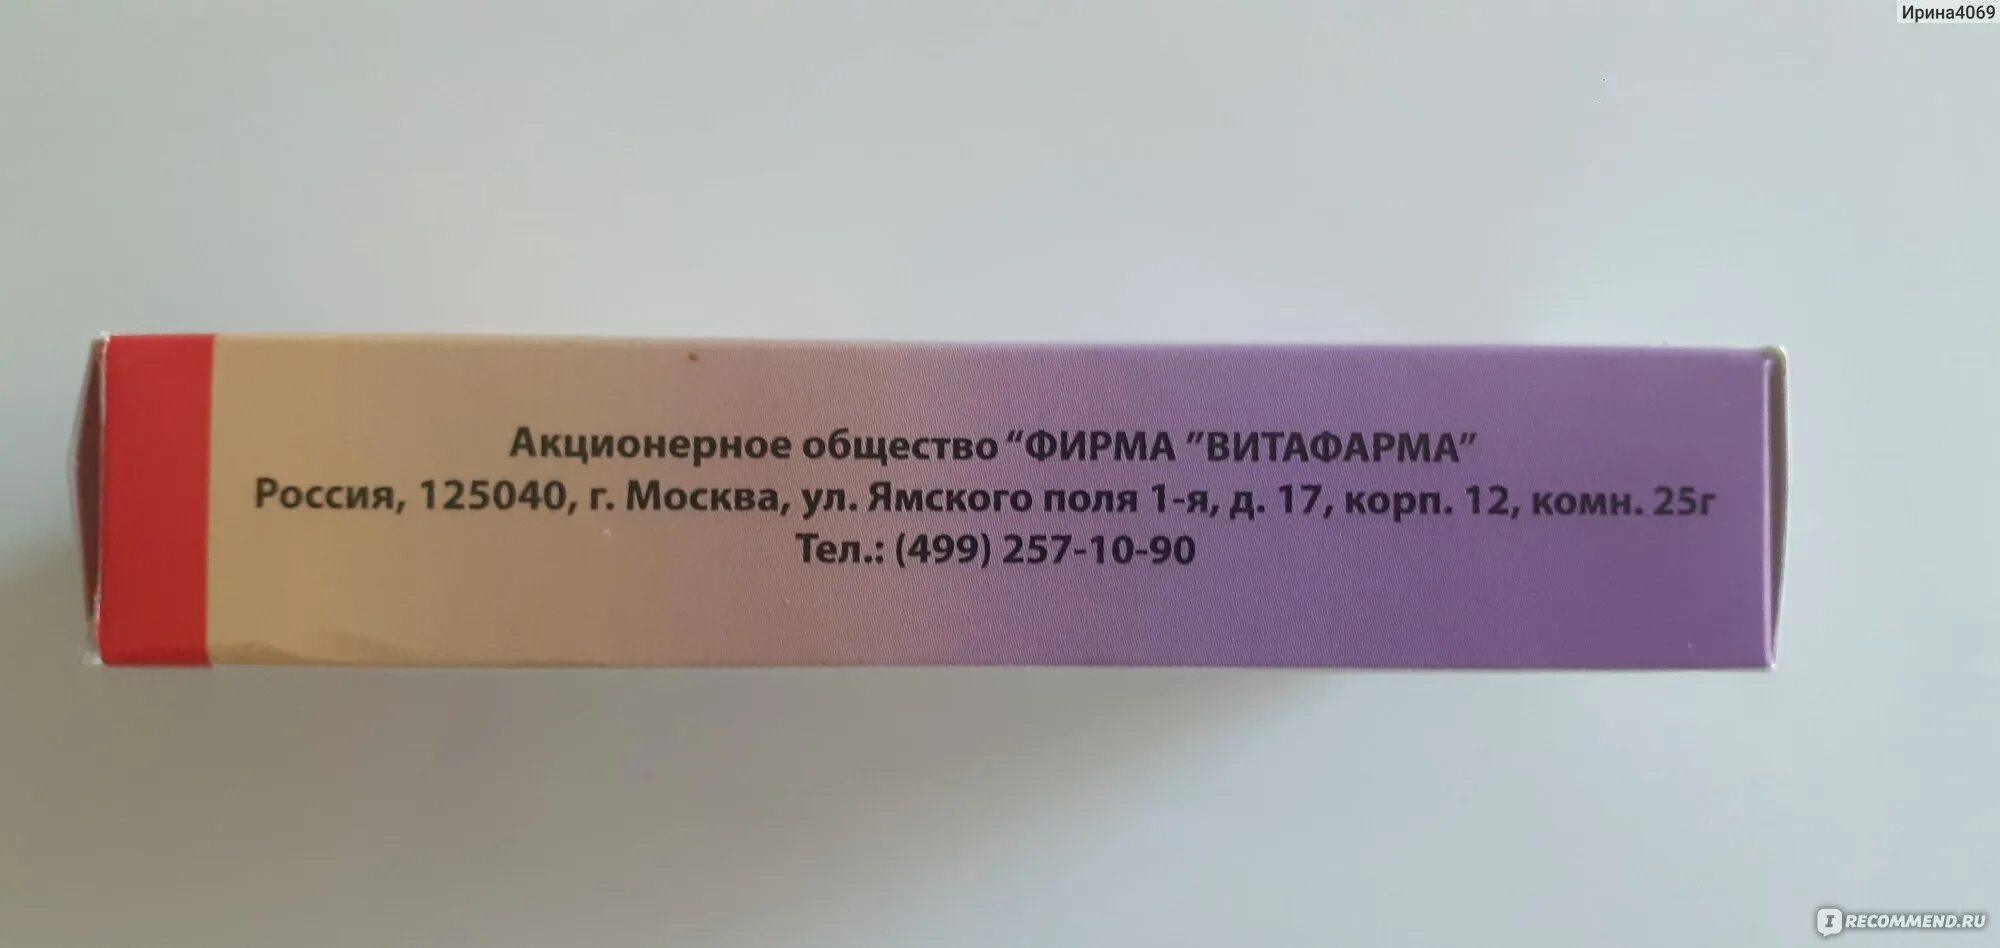 Ирина4069
Акционерное общество “ФИРМА ”ВИТАФАРМА”
Россия, 125040, г. Москва, ул. Ямского поля 1-я, д. 17, корп. 12, комн. 25г
Тел.: (499) 257-10-90
I RECOMMEND.RU